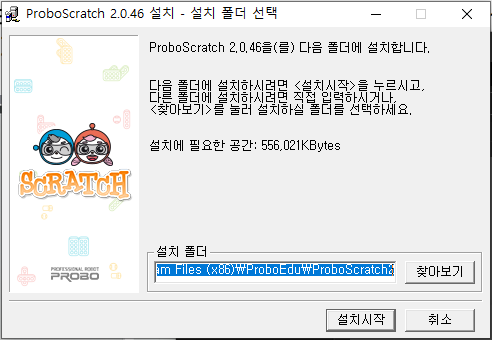 ProboScratch 2.0.46 설치 - 설치 폴더 선택
ProboScratch 2,0,46을(를) 다음 폴더에 설치합니다.
다음 폴더에 설치하시려면 <설치시작>을 누르시고,
다른 폴더에 설치하시려면 직접 입력하시거나,
<찾아보기>를 눌러 설치하실 폴더를 선택하세요.
설치에 필요한 공간: 556,021KBytes
SCRATCH
PROFESSIONAL ROBOT
PROBO
설치 폴더
am Files (x86)₩ProboEdu₩ProboScratch2
찾아보기
설치시작
취소